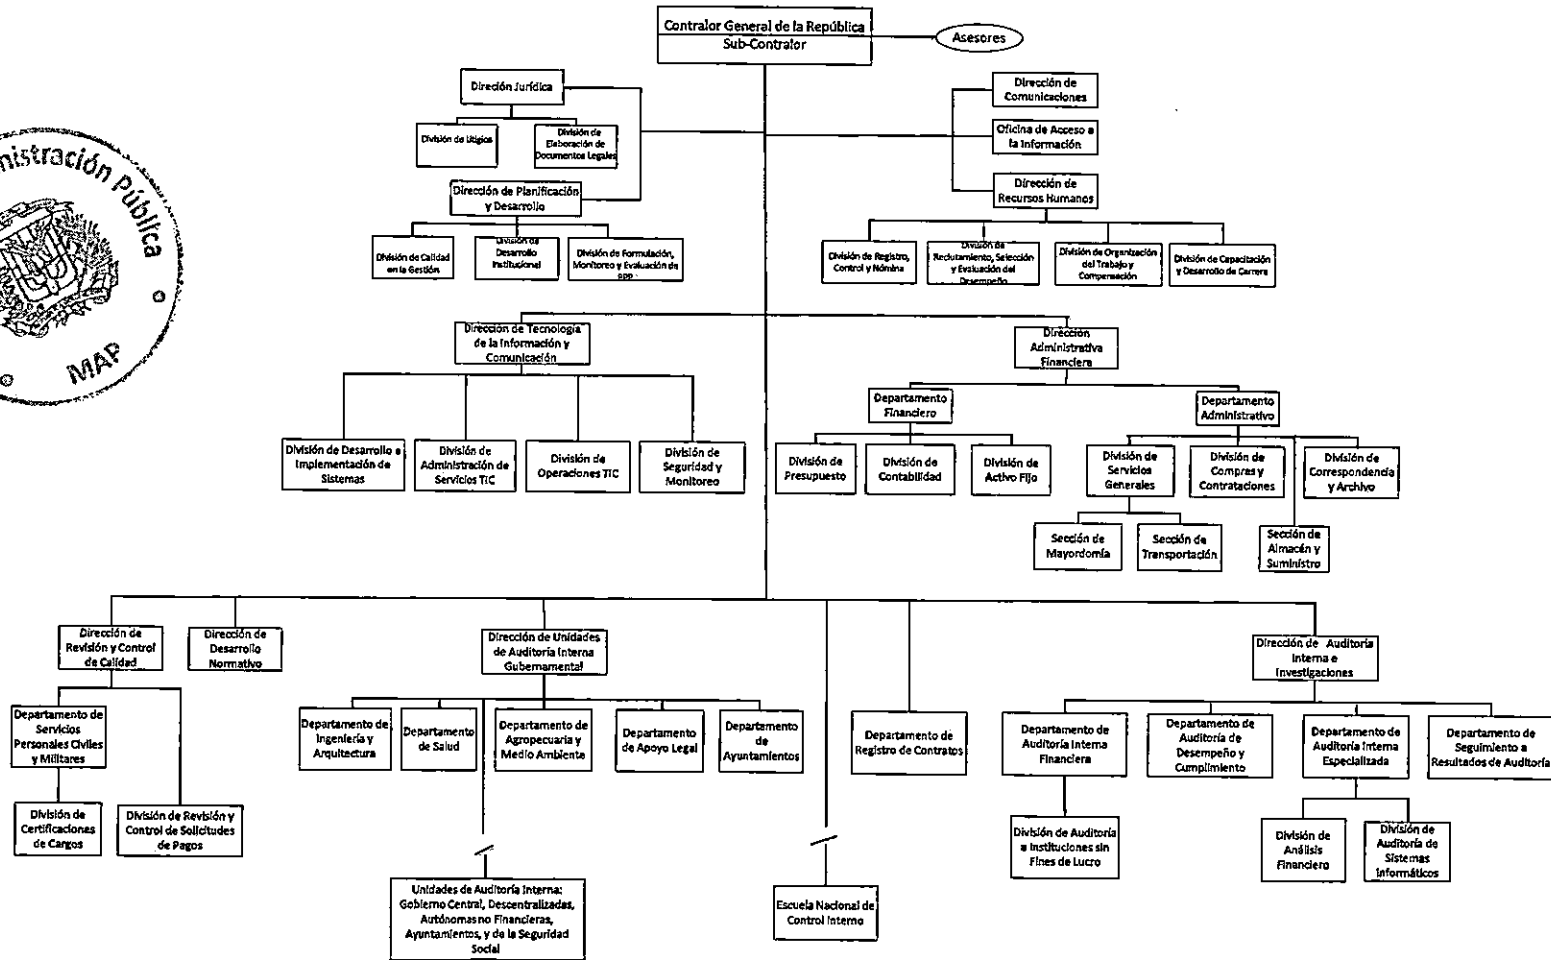 Contralor General de la República
Sub-Contralor
Asesores
Direción Jurídica
División de Litigios
División de
Elaboración de
Documentos Legales
Dirección de Planificación
y Desarrollo
División de Calidad
en la Gestión
División de
Desarrollo
Institucional
División de Formulación,
Monitoreo y Evaluación de
PPP
Dirección de
Comunicaciones
Oficina de Acceso a
la Información
Dirección de
Recursos Humanos
División de Registro,
Control y Nómina
División de
Reclutamiento, Selección
y Evaluación del
Desempeño
División de Organización
del Trabajo y
Compensación
División de Capacitación
y Desarrollo de Carrera
ministración Pública
MAP
Dirección de Tecnología
de la Información y
Comunicación
División de Desarrollo e
Implementación de
Sistemas
División de
Administración de
Servicios TIC
División de
Operaciones TIC
División de
Seguridad y
Monitoreo
Dirección
Administrativa
Financiera
Departamento
Financiero
División de
Presupuesto
División de
Contabilidad
División de
Activo Fijo
Departamento
Administrativo
División de
Servicios
Generales
División de
Compras y
Contrataciones
División de
Correspondencia
y Archivo
Sección de
Mayordomía
Sección de
Transportación
Sección de
Almacén y
Suministro
Dirección de
Revisión y Control
de Calidad
Dirección de
Desarrollo
Normativo
Dirección de Unidades
de Auditoría Interna
Gubernamental
Dirección de Auditoría
Interna e
Investigaciones
Departamento de
Servicios
Personales Civiles
y Militares
División de
Certificaciones
de Cargos
División de Revisión y
Control de Solicitudes
de Pagos
Departamento de
Ingeniería y
Arquitectura
Departamento
de Salud
Departamento de
Agropecuaria y
Medio Ambiente
Departamento
de Apoyo Legal
Departamento
de
Ayuntamientos
Departamento de
Registro de Contratos
Departamento de
Auditoría Interna
Financiera
Departamento de
Auditoría de
Desempeño y
Cumplimiento
Departamento de
Auditoría Interna
Especializada
Departamento de
Seguimiento a
Resultados de Auditoría
División de Auditoría
a Instituciones sin
Fines de Lucro
División de
Análisis
Financiero
División de
Auditoría de
Sistemas
Informáticos
Unidades de Auditoría Interna:
Gobierno Central, Descentralizadas,
Autónomas no Financieras,
Ayuntamientos, y de la Seguridad
Social
Escuela Nacional de
Control Interno